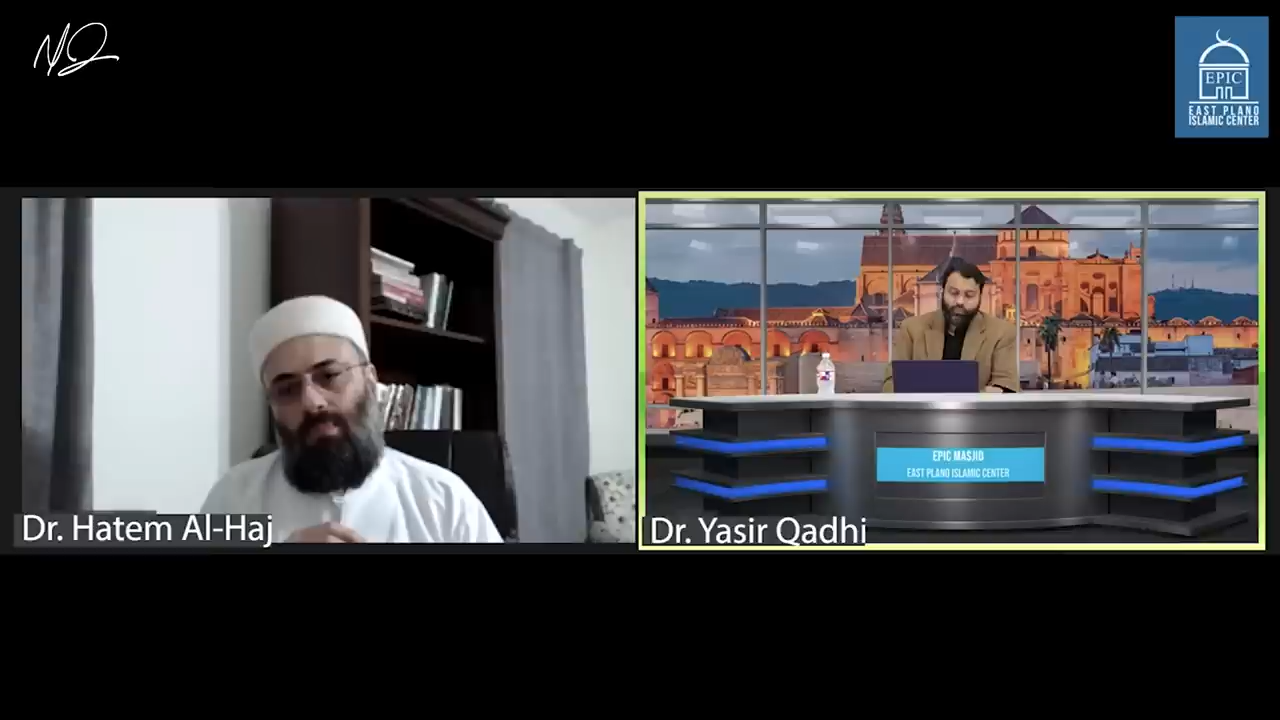 EPIC
EAST PLANO
ISLAMIC CENTER
EPIC MASJID
EAST PLANO ISLAMIC CENTER
Dr. Hatem Al-Haj
Dr. Yasir Qadhi